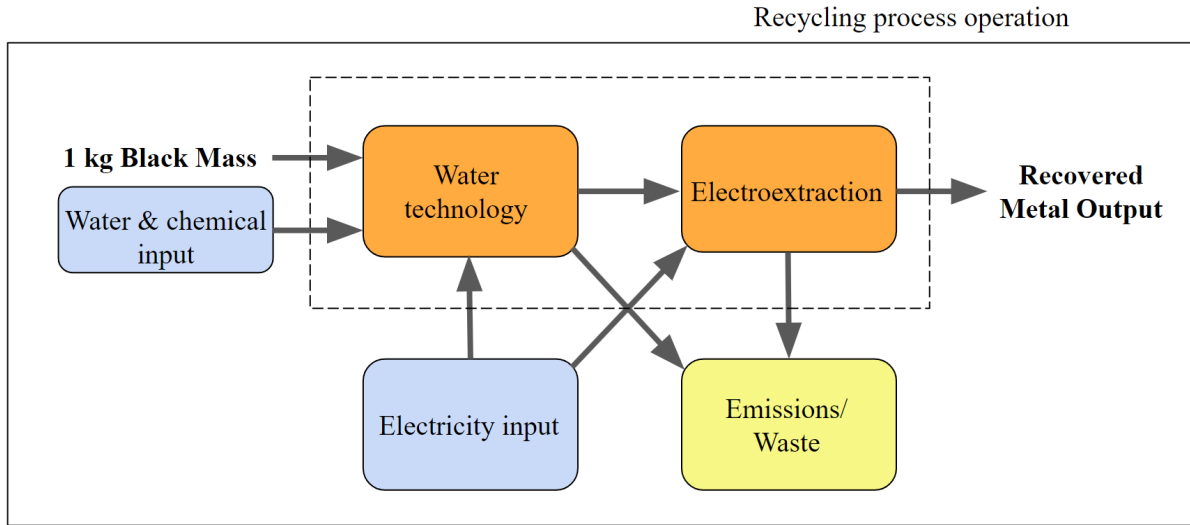 Recycling process operation
1 kg Black Mass
Water & chemical
input
Water
technology
Electroextraction
Recovered
Metal Output
Electricity input
Emissions/
Waste